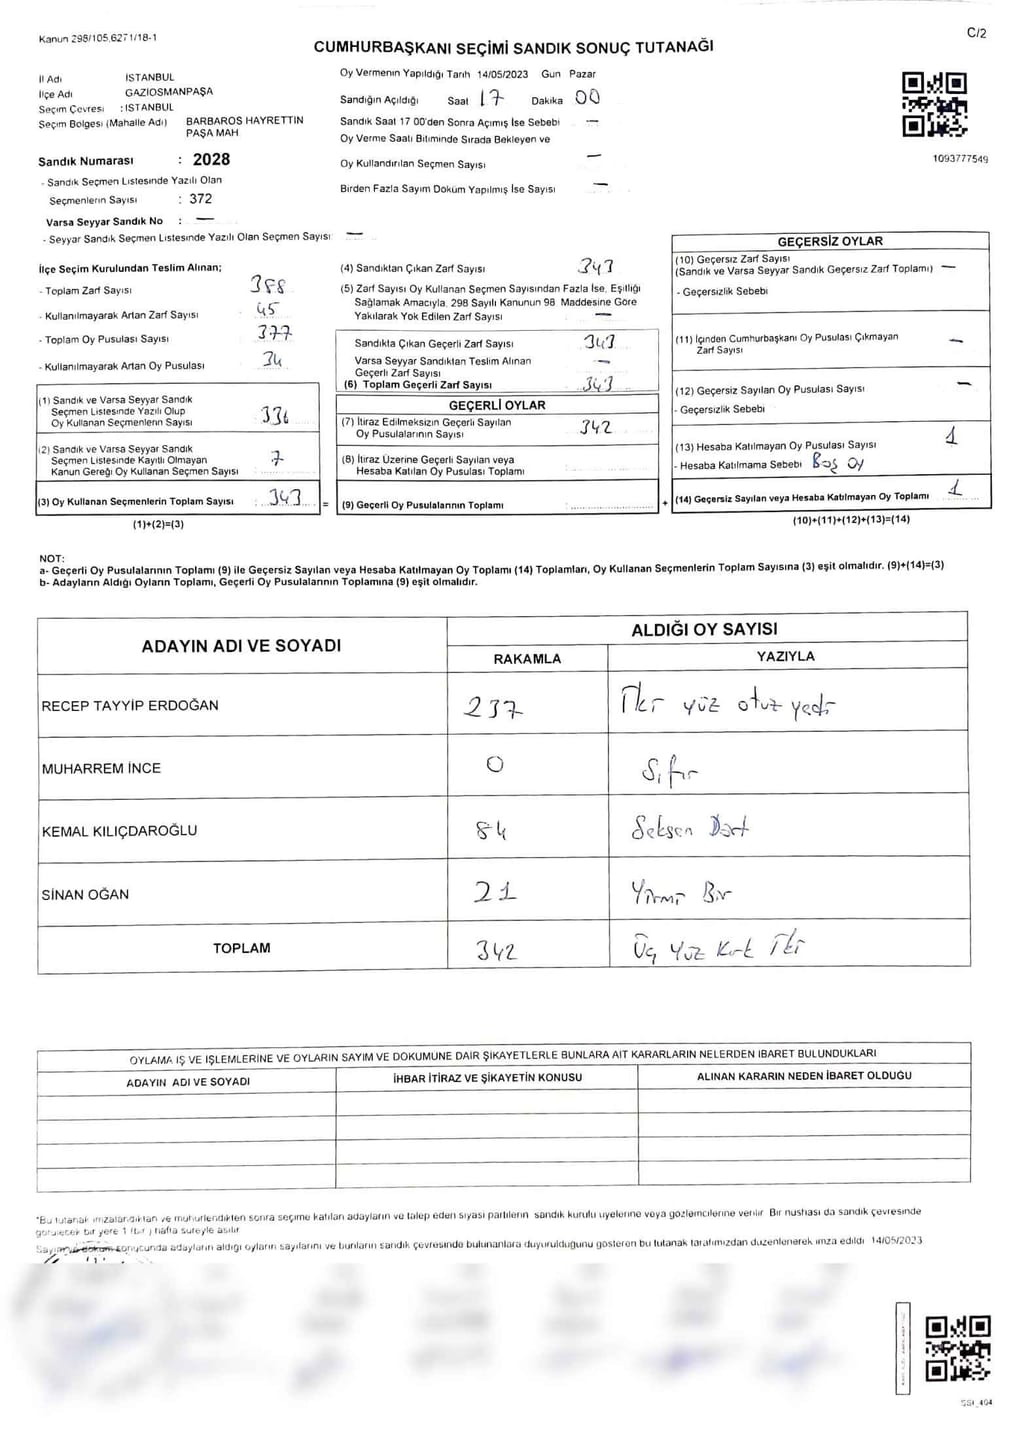 Kanun 298/105,6271/18-1
C/2
CUMHURBAŞKANI SEÇİMİ SANDIK SONUÇ TUTANAĞI
İl Adı İSTANBUL
İlçe Adı GAZİOSMANPAŞA
Seçim Çevresi : İSTANBUL
Seçim Bölgesi (Mahalle Adı) BARBAROS HAYRETTİN
PAŞA MAH
Sandık Numarası : 2028
- Sandık Seçmen Listesinde Yazılı Olan
Seçmenlerin Sayısı : 372
Varsa Seyyar Sandık No : —
- Seyyar Sandık Seçmen Listesinde Yazılı Olan Seçmen Sayısı —
Oy Vermenin Yapıldığı Tarih 14/05/2023 Gün Pazar
Sandığın Açıldığı Saat 17 Dakika 00
Sandık Saat 17 00'den Sonra Açımış İse Sebebi —
Oy Verme Saati Bitiminde Sırada Bekleyen ve
Oy Kullandırılan Seçmen Sayısı —
Birden Fazla Sayım Döküm Yapılmış İse Sayısı —
1093777549
İlçe Seçim Kurulundan Teslim Alınan;
- Toplam Zarf Sayısı 388
- Kullanılmayarak Artan Zarf Sayısı 45
- Toplam Oy Pusulası Sayısı 377
- Kullanılmayarak Artan Oy Pusulası 34
(1) Sandık ve Varsa Seyyar Sandık
Seçmen Listesinde Yazılı Olup
Oy Kullanan Seçmenlerin Sayısı 336
(2) Sandık ve Varsa Seyyar Sandık
Seçmen Listesinde Kayıtlı Olmayan
Kanun Gereği Oy Kullanan Seçmen Sayısı 7
(3) Oy Kullanan Seçmenlerin Toplam Sayısı : 343 =
(1)+(2)=(3)
(4) Sandıktan Çıkan Zarf Sayısı 343
(5) Zarf Sayısı Oy Kullanan Seçmen Sayısından Fazla İse, Eşitliği
Sağlamak Amacıyla, 298 Sayılı Kanunun 98 Maddesine Göre
Yakılarak Yok Edilen Zarf Sayısı —
Sandıkta Çıkan Geçerli Zarf Sayısı 343
Varsa Seyyar Sandıktan Teslim Alınan
Geçerli Zarf Sayısı —
(6) Toplam Geçerli Zarf Sayısı 343
GEÇERLİ OYLAR
(7) İtiraz Edilmeksizin Geçerli Sayılan
Oy Pusulalarının Sayısı 342
(8) İtiraz Üzerine Geçerli Sayılan veya
Hesaba Katılan Oy Pusulası Toplamı :
(9) Geçerli Oy Pusulalarının Toplamı : +
GEÇERSİZ OYLAR
(10) Geçersiz Zarf Sayısı
(Sandık ve Varsa Seyyar Sandık Geçersiz Zarf Toplamı) —
- Geçersizlik Sebebi
(11) İçinden Cumhurbaşkanı Oy Pusulası Çıkmayan
Zarf Sayısı —
(12) Geçersiz Sayılan Oy Pusulası Sayısı —
- Geçersizlik Sebebi
(13) Hesaba Katılmayan Oy Pusulası Sayısı 1
- Hesaba Katılmama Sebebi Boş Oy
(14) Geçersiz Sayılan veya Hesaba Katılmayan Oy Toplamı 1
(10)+(11)+(12)+(13)=(14)
NOT:
a- Geçerli Oy Pusulalarının Toplamı (9) ile Geçersiz Sayılan veya Hesaba Katılmayan Oy Toplamı (14) Toplamları, Oy Kullanan Seçmenlerin Toplam Sayısına (3) eşit olmalıdır. (9)+(14)=(3)
b- Adayların Aldığı Oyların Toplamı, Geçerli Oy Pusulalarının Toplamına (9) eşit olmalıdır.
ADAYIN ADI VE SOYADI ALDIĞI OY SAYISI
RAKAMLA YAZIYLA
RECEP TAYYİP ERDOĞAN 237 İki yüz otuz yedi
MUHARREM İNCE 0 Sıfır
KEMAL KILIÇDAROĞLU 84 Seksen Dört
SİNAN OĞAN 21 Yirmi Bir
TOPLAM 342 Üç Yüz Kırk İki
OYLAMA İŞ VE İŞLEMLERİNE VE OYLARIN SAYIM VE DÖKÜMÜNE DAİR ŞİKAYETLERLE BUNLARA AİT KARARLARIN NELERDEN İBARET BULUNDUKLARI
ADAYIN ADI VE SOYADI İHBAR İTİRAZ VE ŞİKAYETİN KONUSU ALINAN KARARIN NEDEN İBARET OLDUĞU
*Bu tutanak imzalandıktan ve mühürlendikten sonra seçime katılan adayların ve talep eden siyasi partilerin sandık kurulu üyelerine veya gözlemcilerine verilir. Bir nüshası da sandık çevresinde
görülecek bir yere 1 (bir) hafta süreyle asılır.
Sayım ve döküm sonucunda adayların aldığı oyların sayılarını ve bunların sandık çevresinde bulunanlara duyurulduğunu gösteren bu tutanak tarafımızdan düzenlenerek imza edildi 14/05/2023
SSI_404